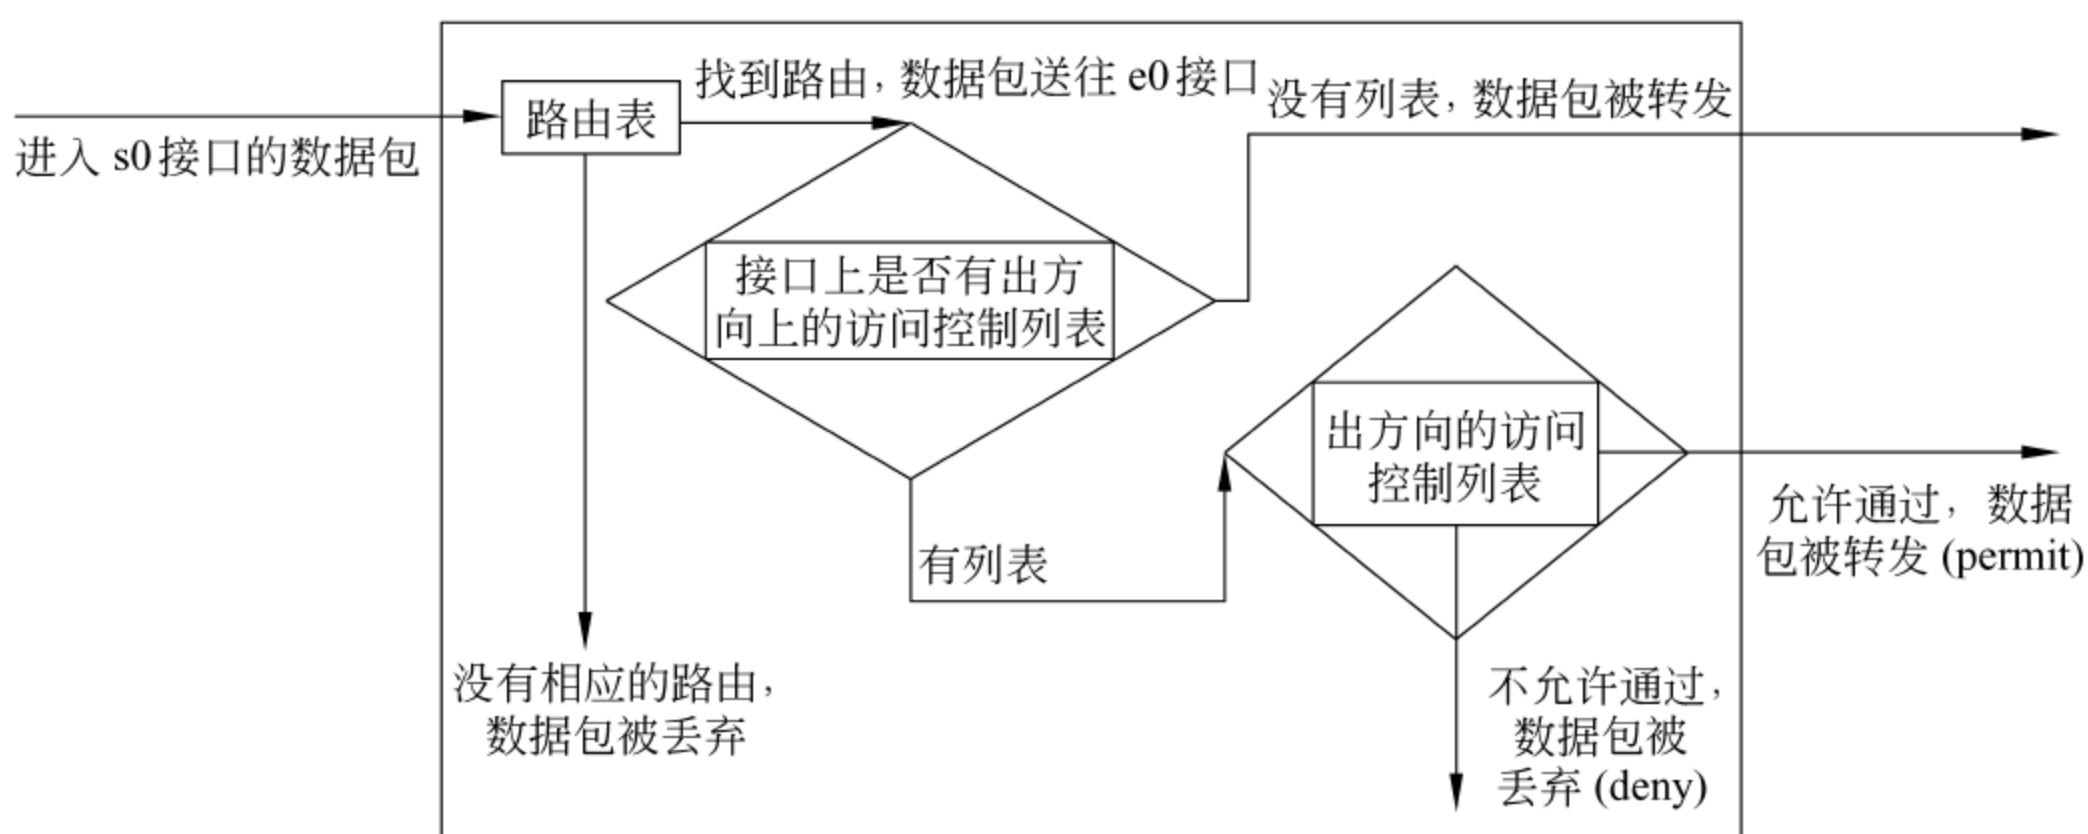 找到路由，数据包送往 e0 接口
没有列表，数据包被转发
路由表
进入 s0 接口的数据包
接口上是否有出方
向上的访问控制列表
出方向的访问
控制列表
允许通过，数据
包被转发 (permit)
有列表
没有相应的路由，
数据包被丢弃
不允许通过，
数据包被
丢弃 (deny)